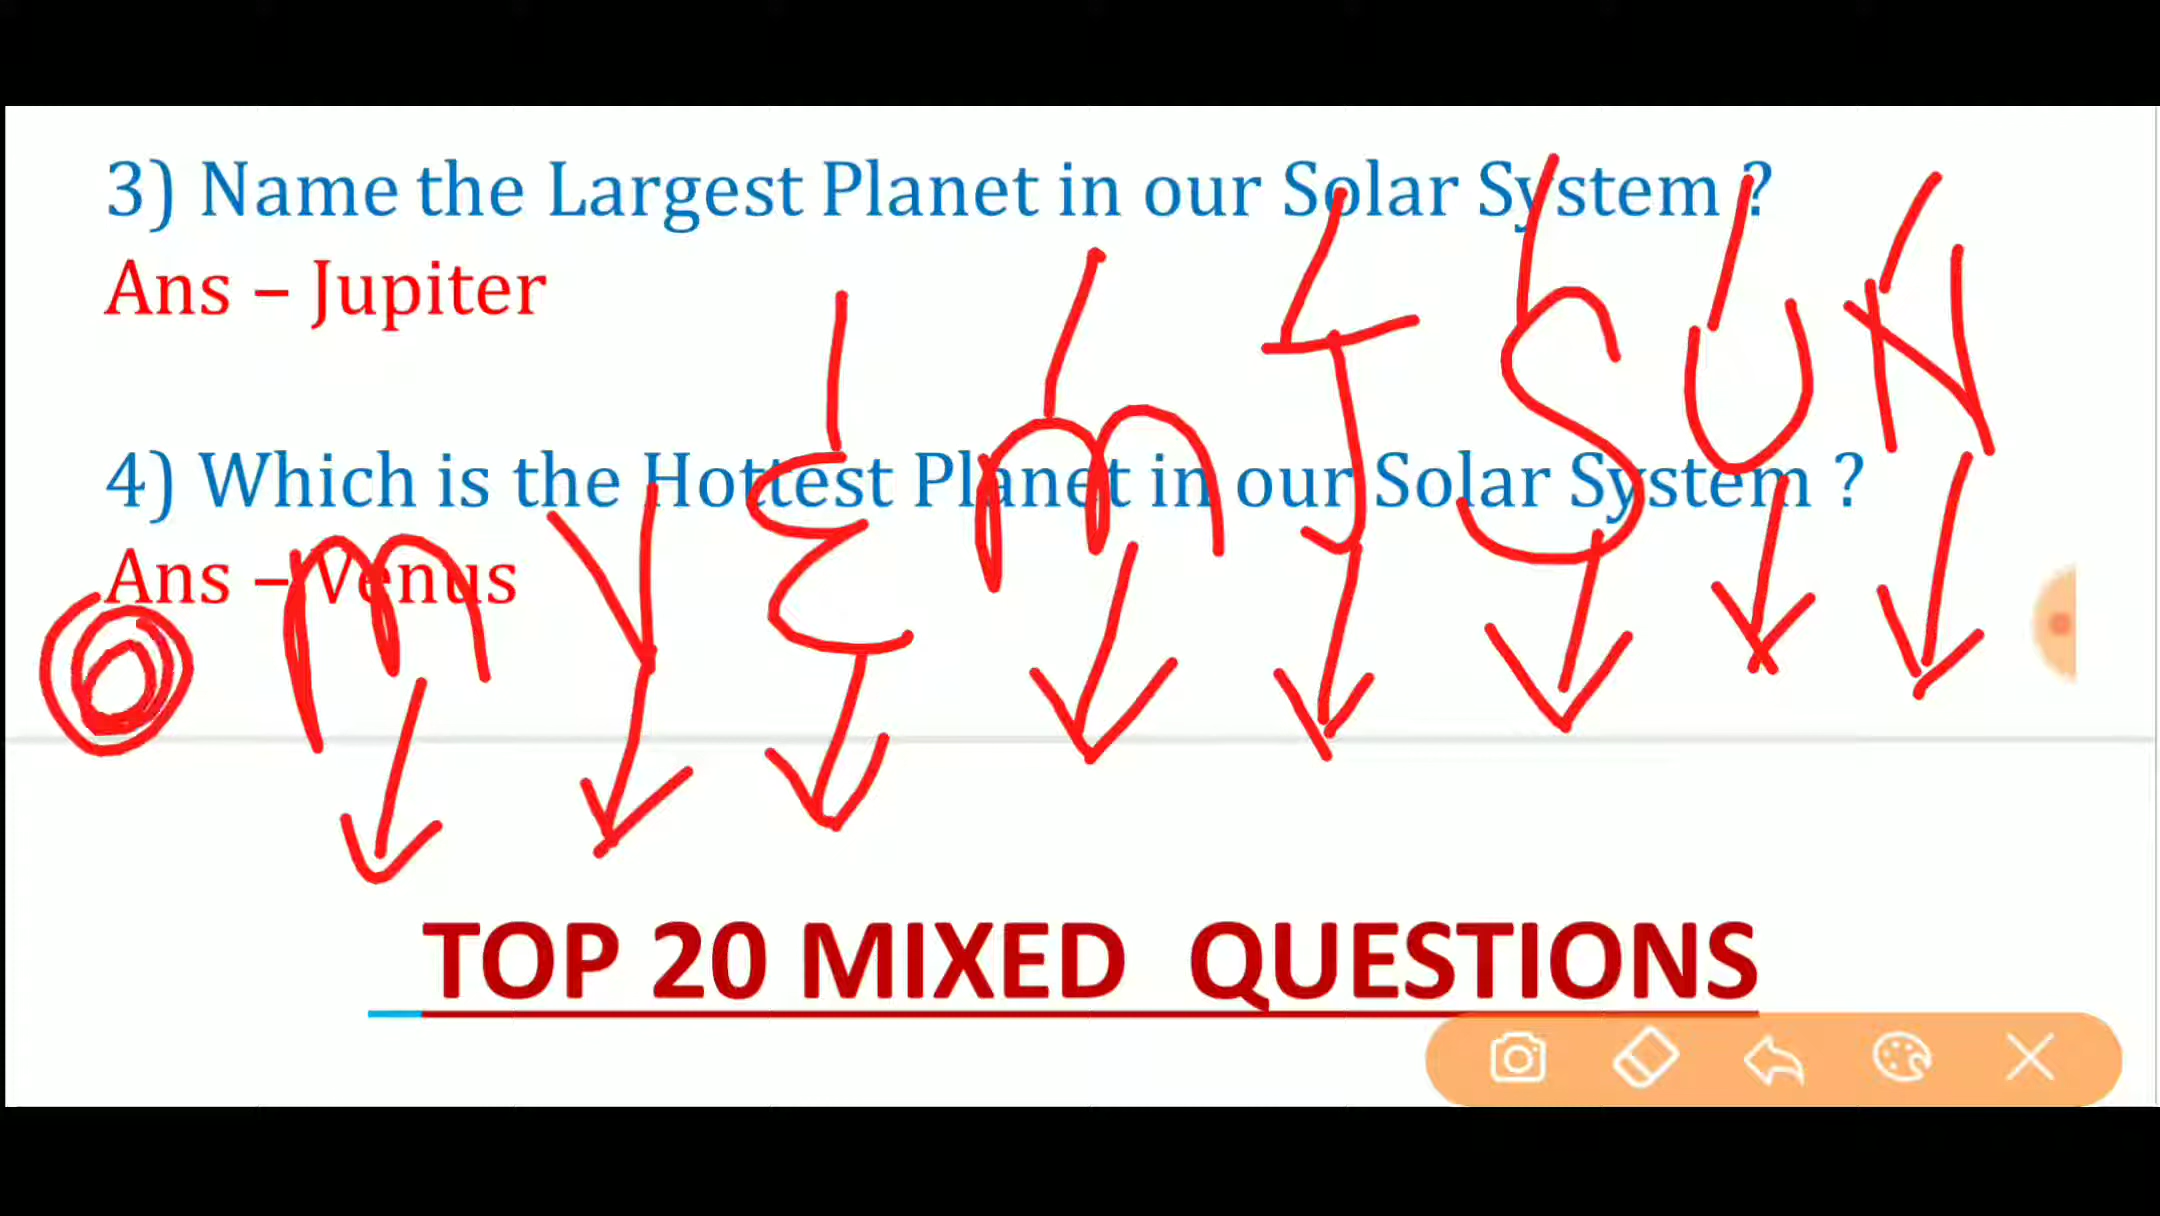 3) Name the Largest Planet in our Solar System ?
Ans – Jupiter
4) Which is the Hottest Planet in our Solar System ?
Ans – Venus
M V E M J S U N
TOP 20 MIXED QUESTIONS